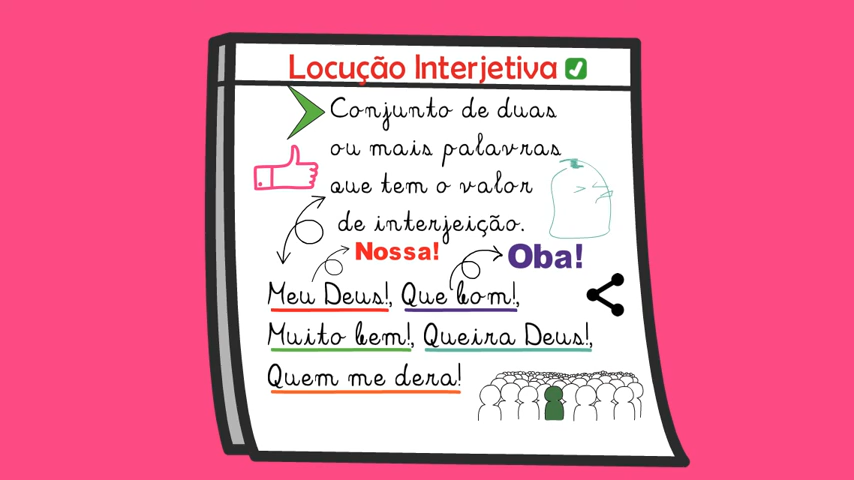 Locução Interjetiva
Conjunto de duas
ou mais palavras
que tem o valor
de interjeição.
Nossa! Oba!
Meu Deus!, Que bom!,
Muito bem!, Queira Deus!,
Quem me dera!